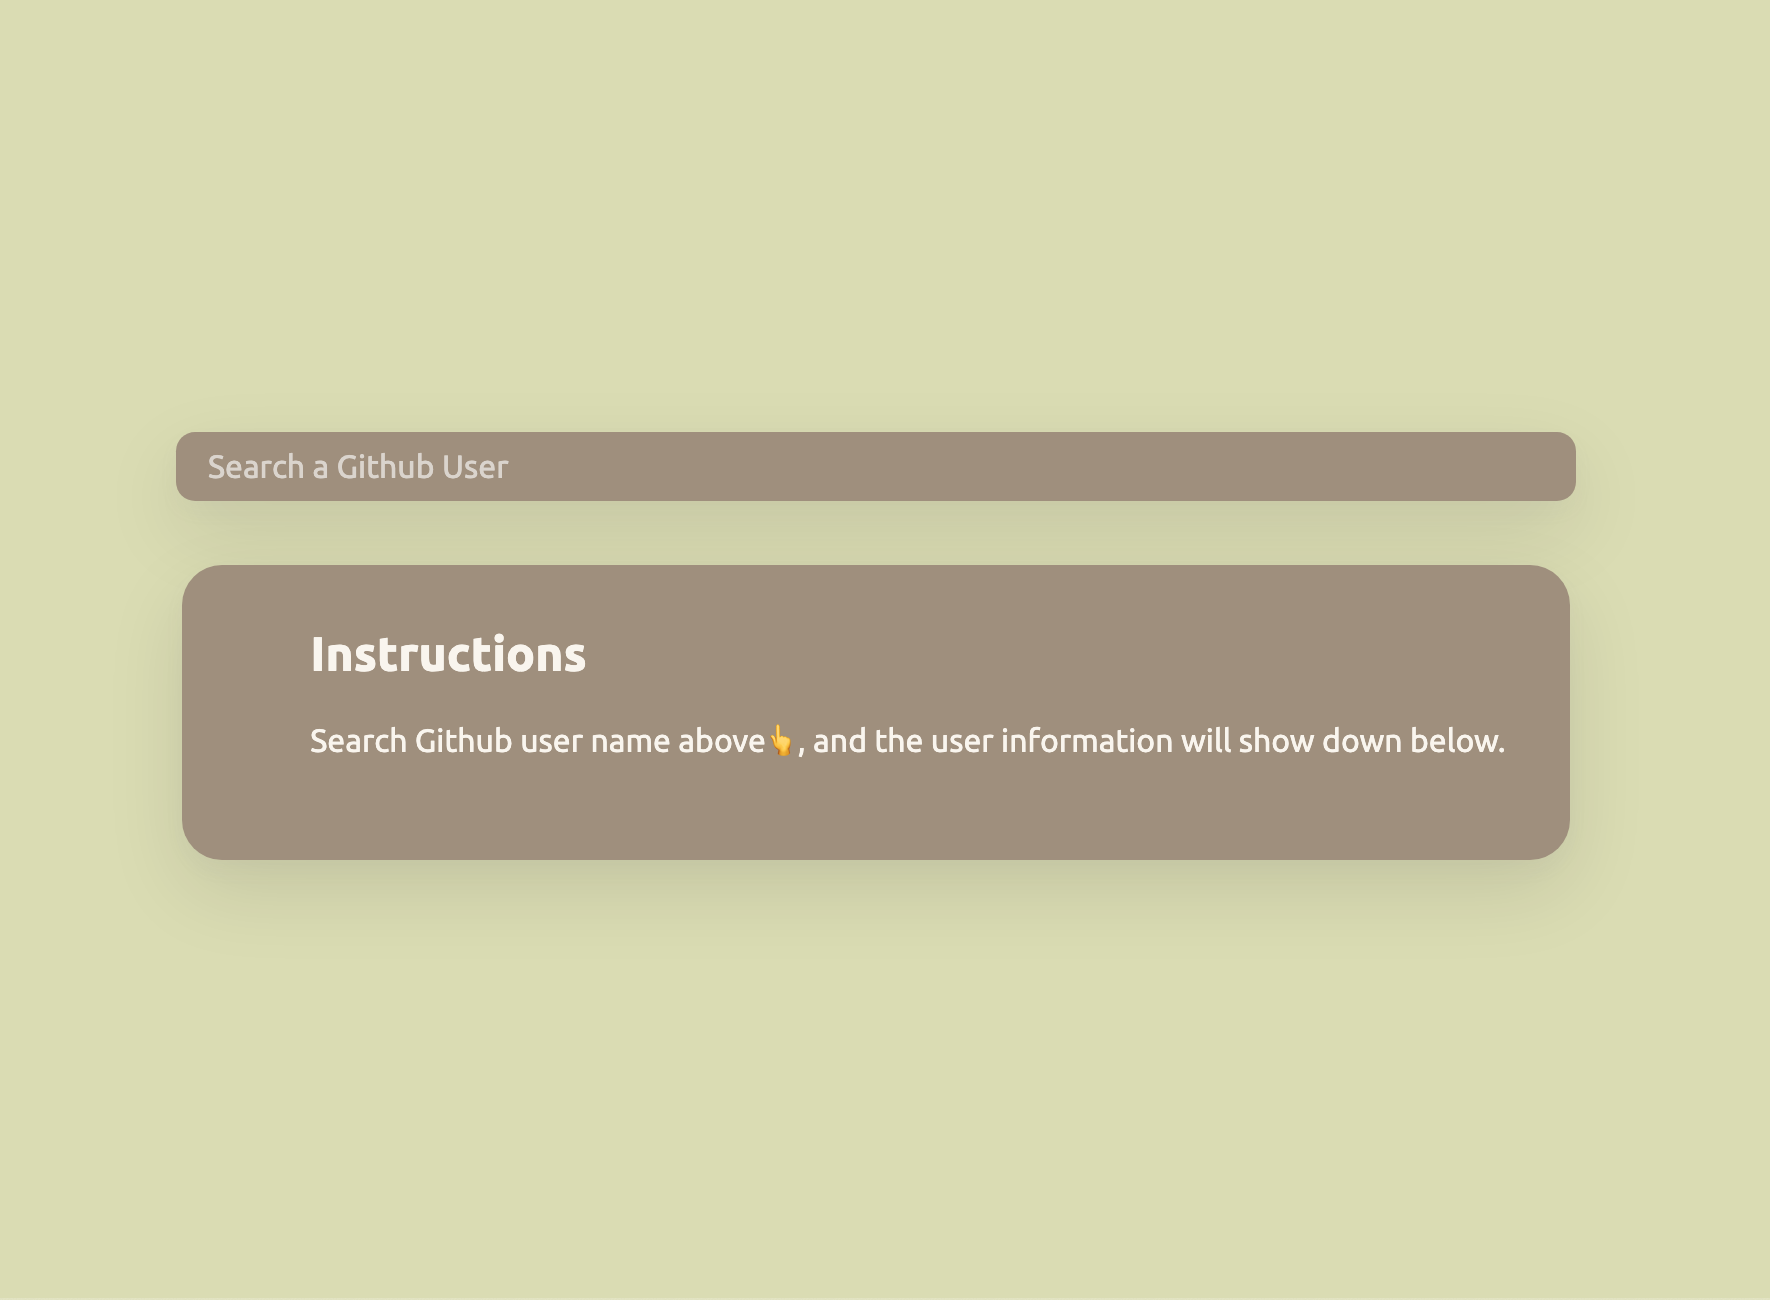 Search a Github User
Instructions
Search Github user name above👆, and the user information will show down below.